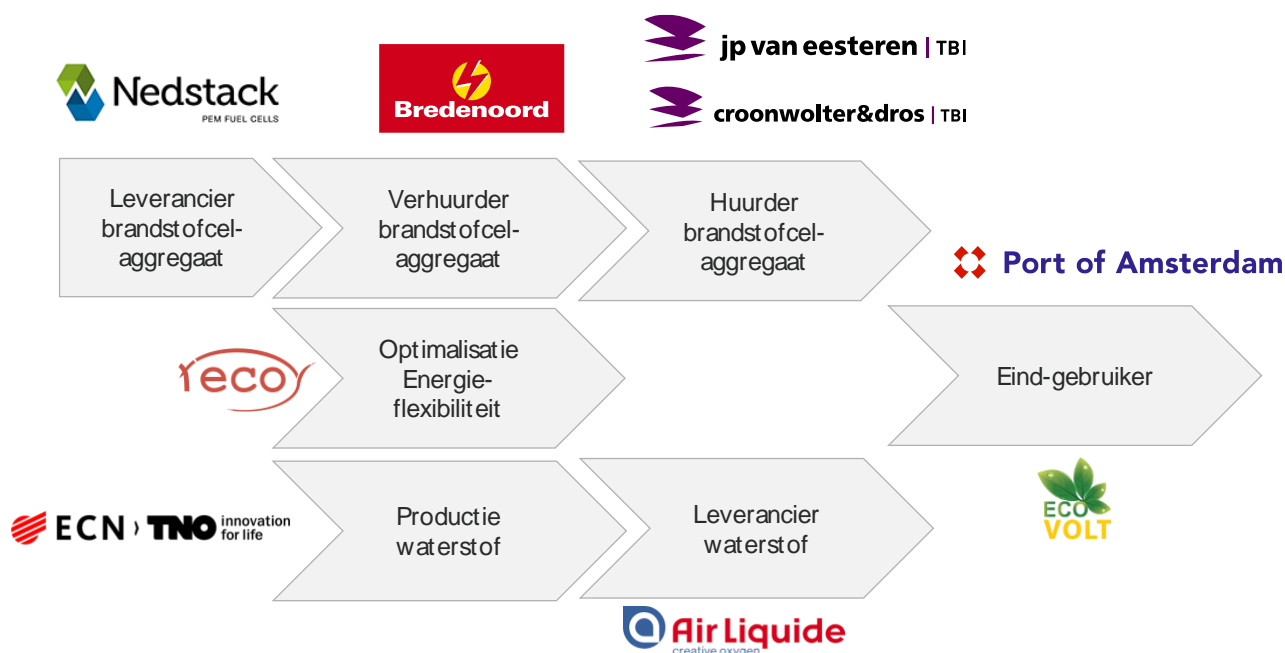 jp van eesteren | TBI
Nedstack
PEM FUEL CELLS
Bredenoord
croonwolter&dros | TBI
Leverancier
brandstofcel-
aggregaat
Verhuurder
brandstofcel-
aggregaat
Huurder
brandstofcel-
aggregaat
Port of Amsterdam
recoy
Optimalisatie
Energie-
flexibiliteit
Eind-gebruiker
ECN › TNO innovation
for life
Productie
waterstof
Leverancier
waterstof
ECO
VOLT
Air Liquide
creative oxygen